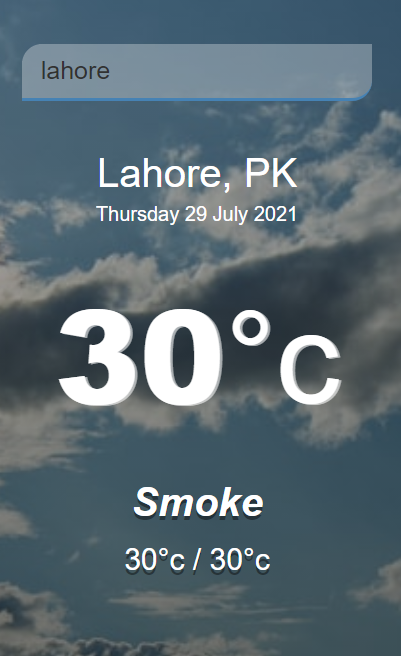 lahore
Lahore, PK
Thursday 29 July 2021
30°c
Smoke
30°c / 30°c